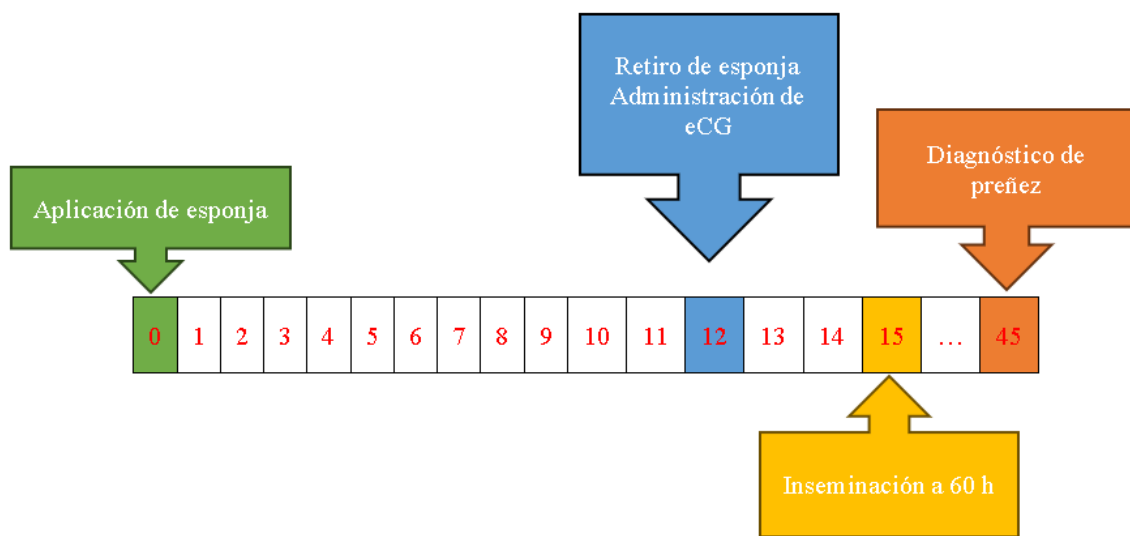 Retiro de esponja
Administración de
eCG
Diagnóstico de
preñez
Aplicación de esponja
0 1 2 3 4 5 6 7 8 9 10 11 12 13 14 15 ... 45
Inseminación a 60 h